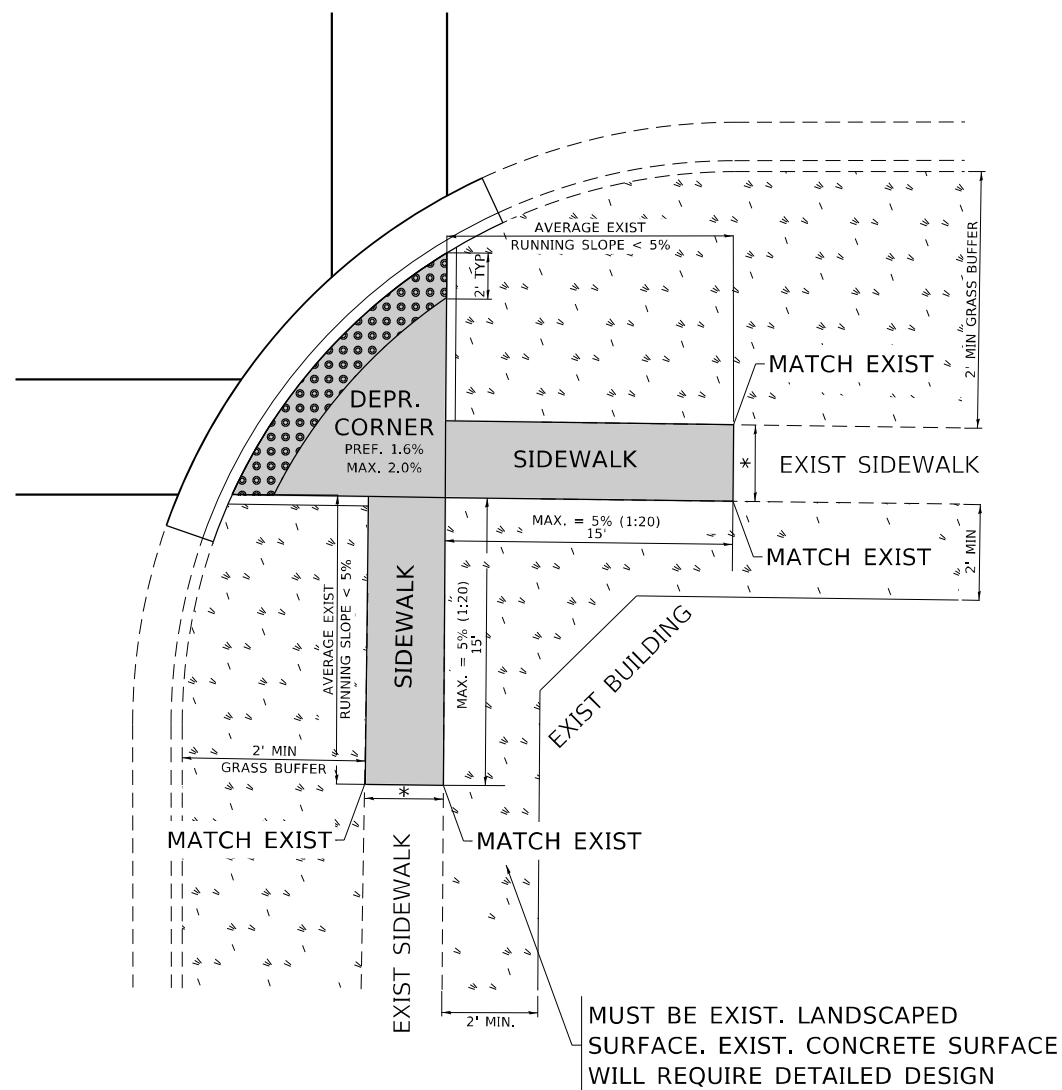 AVERAGE EXIST
RUNNING SLOPE < 5%
2' TYP
2' MIN GRASS BUFFER
MATCH EXIST
DEPR.
CORNER
PREF. 1.6%
MAX. 2.0%
SIDEWALK
*
EXIST SIDEWALK
MAX. = 5% (1:20)
15'
MATCH EXIST
2' MIN
AVERAGE EXIST
RUNNING SLOPE < 5%
SIDEWALK
MAX. = 5% (1:20)
15'
EXIST BUILDING
2' MIN
GRASS BUFFER
*
MATCH EXIST
MATCH EXIST
EXIST SIDEWALK
2' MIN.
MUST BE EXIST. LANDSCAPED
SURFACE. EXIST. CONCRETE SURFACE
WILL REQUIRE DETAILED DESIGN